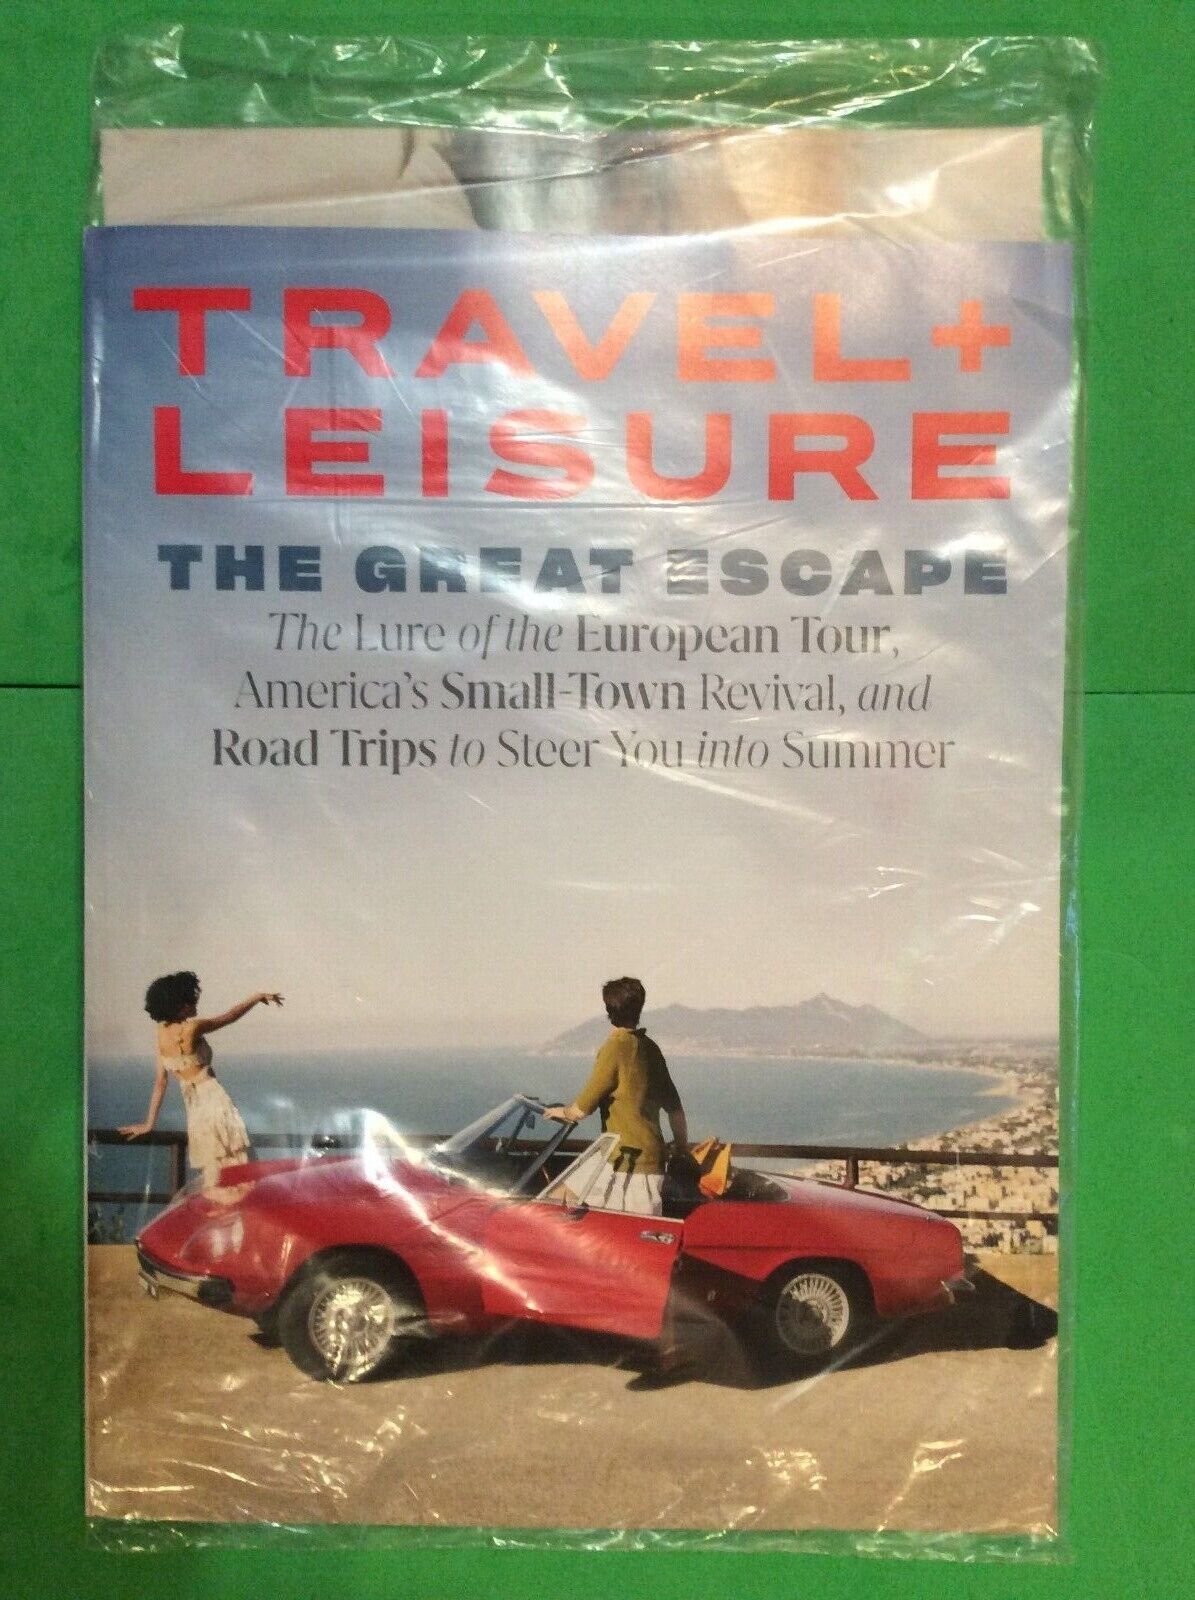 TRAVEL+
LEISURE
THE GREAT ESCAPE
The Lure of the European Tour,
America's Small-Town Revival, and
Road Trips to Steer You into Summer